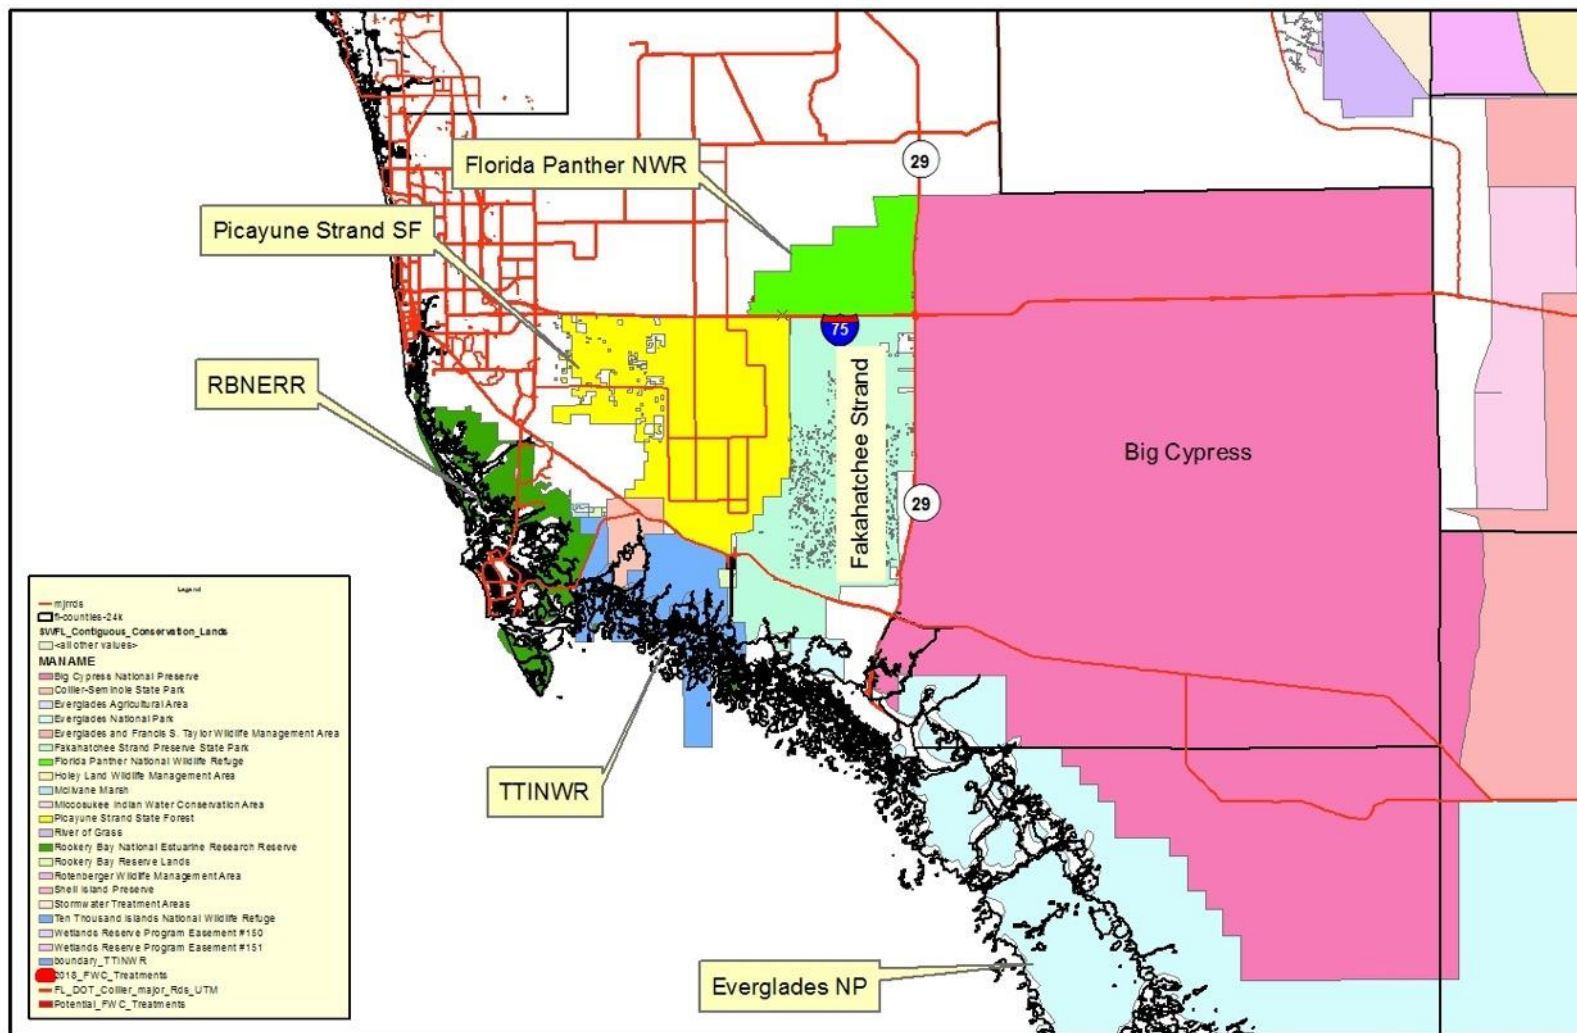 Florida Panther NWR
29
Picayune Strand SF
75
RBNERR
Fakahatchee Strand
Big Cypress
29
TTINWR
Everglades NP
Legend
mjrrds
fl-counties-24k
SWFL_Contiguous_Conservation_Lands
<all other values>
MANAME
Big Cypress National Preserve
Collier-Seminole State Park
Everglades Agricultural Area
Everglades National Park
Everglades and Francis S. Taylor Wildlife Management Area
Fakahatchee Strand Preserve State Park
Florida Panther National Wildlife Refuge
Holey Land Wildlife Management Area
McIlvane Marsh
Miccosukee Indian Water Conservation Area
Picayune Strand State Forest
River of Grass
Rookery Bay National Estuarine Research Reserve
Rookery Bay Reserve Lands
Rotenberger Wildlife Management Area
Shell Island Preserve
Stormwater Treatment Areas
Ten Thousand Islands National Wildlife Refuge
Wetlands Reserve Program Easement #150
Wetlands Reserve Program Easement #151
boundary_TTINWR
2018_FWC_Treatments
FL_DOT_Collier_major_Rds_UTM
Potential_FWC_Treatments